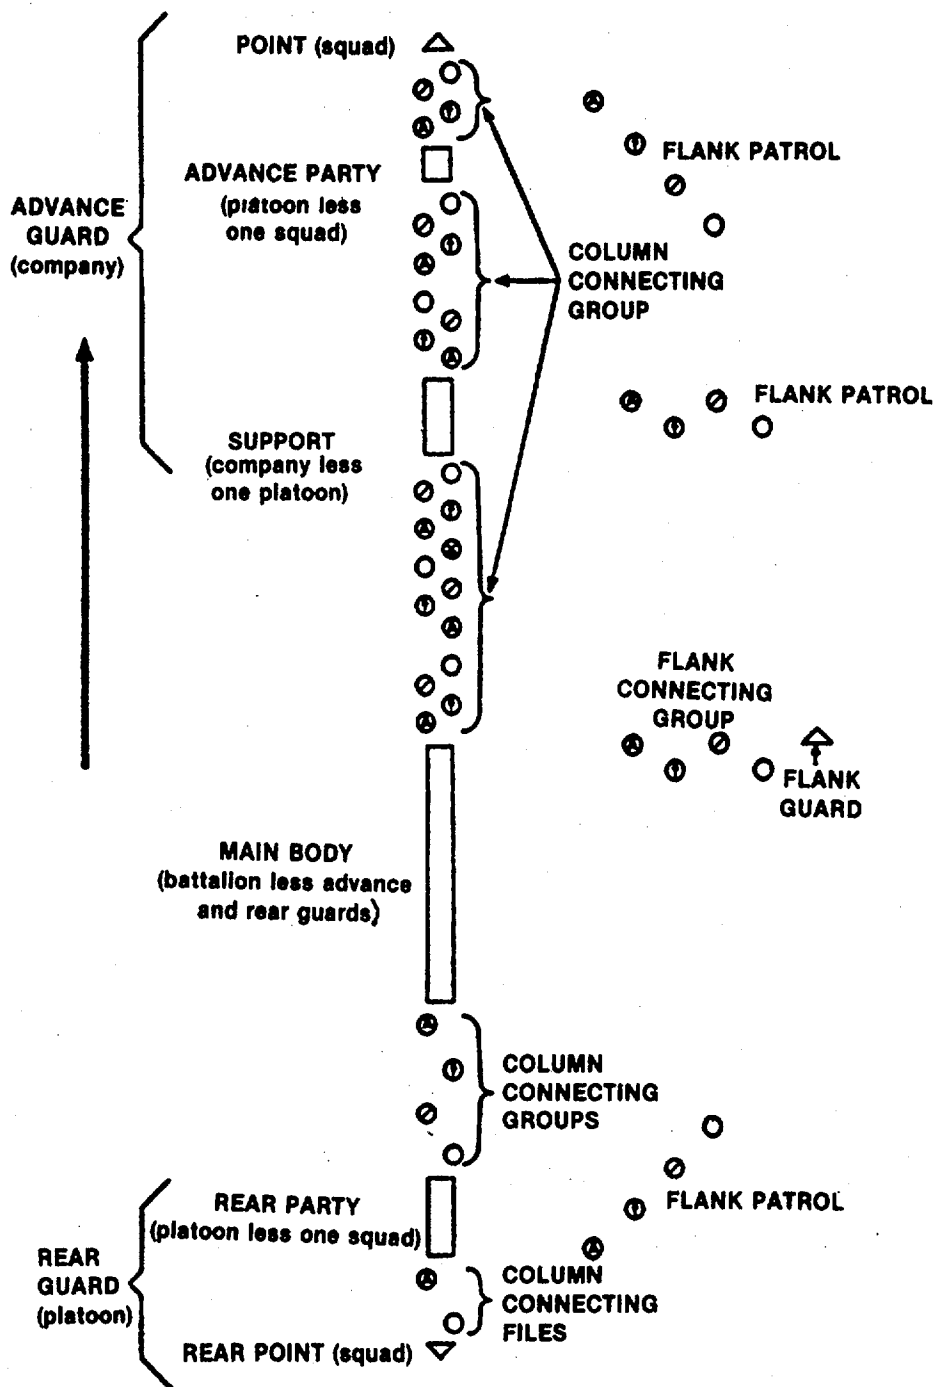 POINT (squad)
FLANK PATROL
ADVANCE PARTY
(platoon less
one squad)
ADVANCE
GUARD
(company)
COLUMN
CONNECTING
GROUP
FLANK PATROL
SUPPORT
(company less
one platoon)
FLANK
CONNECTING
GROUP
FLANK
GUARD
MAIN BODY
(battalion less advance
and rear guards)
COLUMN
CONNECTING
GROUPS
REAR PARTY
(platoon less one squad)
FLANK PATROL
REAR
GUARD
(platoon)
COLUMN
CONNECTING
FILES
REAR POINT (squad)